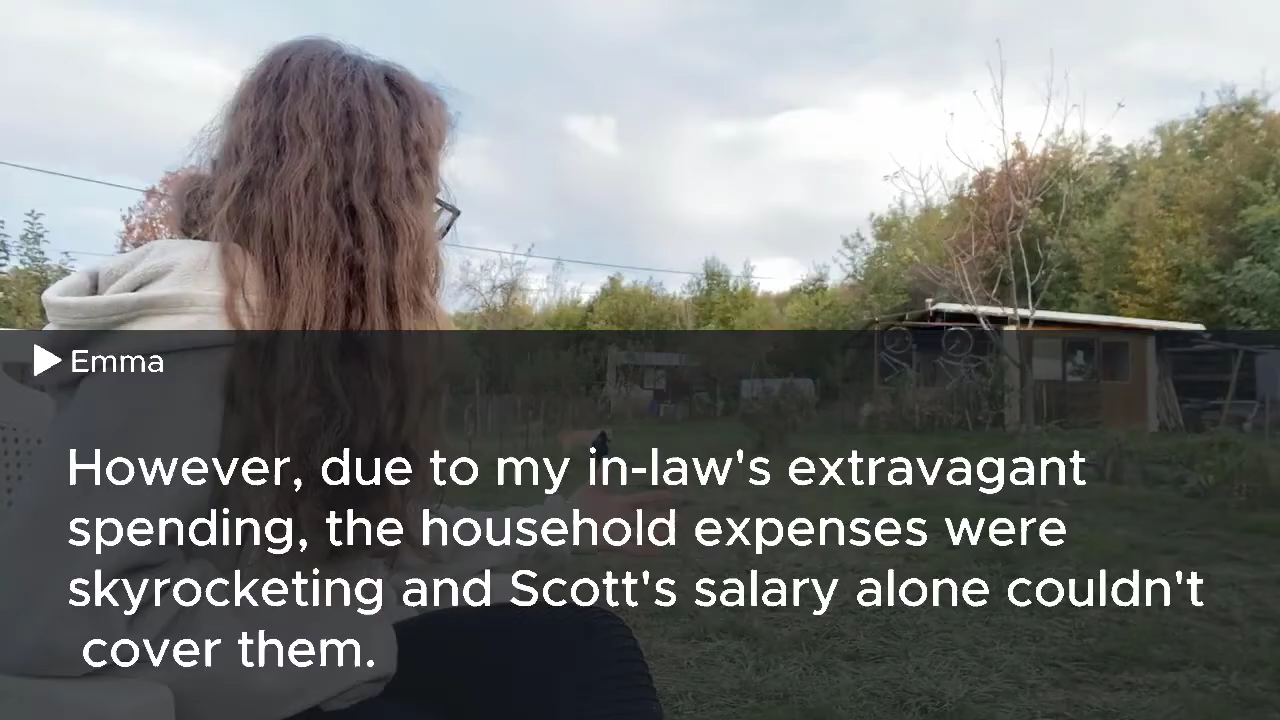 Emma
However, due to my in-law's extravagant
spending, the household expenses were
skyrocketing and Scott's salary alone couldn't
cover them.